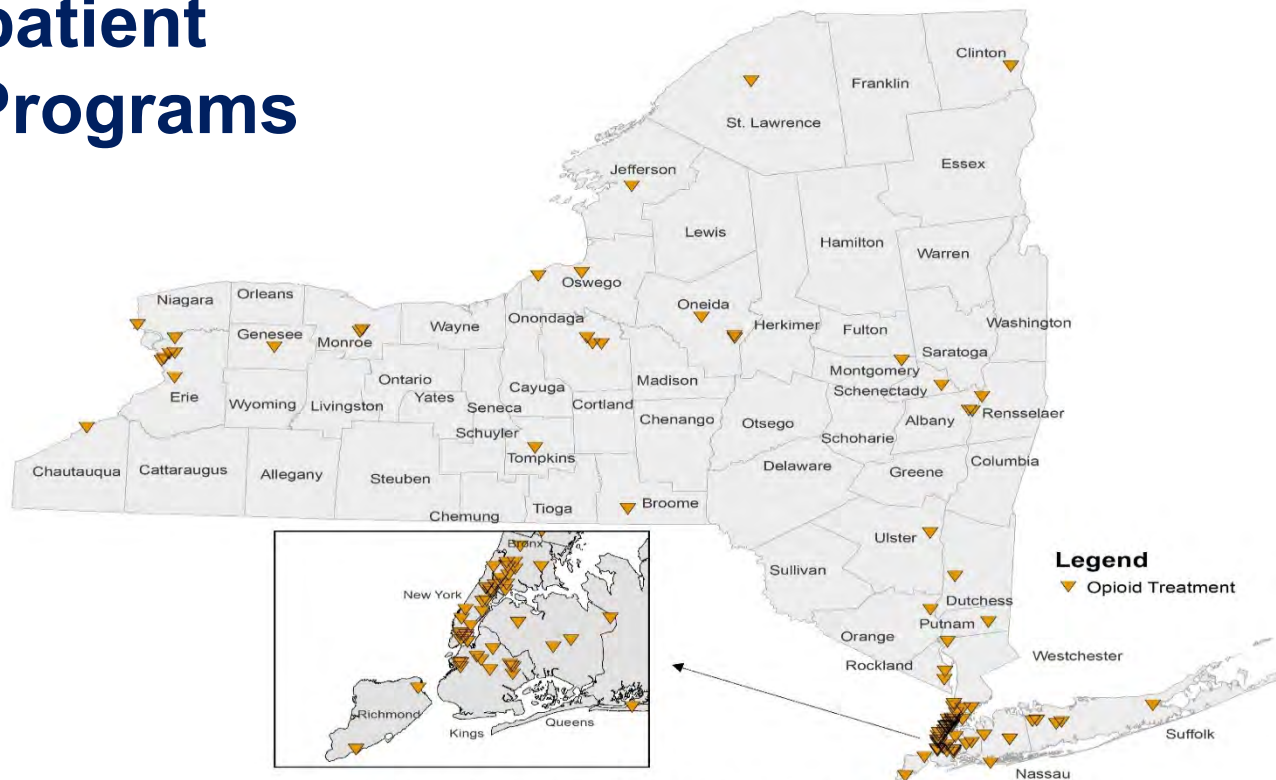 patient
Programs
Clinton
Franklin
St. Lawrence
Essex
Jefferson
Lewis
Hamilton
Warren
Oswego
Niagara
Orleans
Oneida
Washington
Wayne
Onondaga
Herkimer
Fulton
Genesee
Monroe
Saratoga
Montgomery
Ontario
Madison
Schenectady
Cayuga
Erie
Yates
Wyoming
Livingston
Seneca
Cortland
Rensselaer
Chenango
Otsego
Albany
Schuyler
Schoharie
Tompkins
Columbia
Chautauqua
Cattaraugus
Delaware
Greene
Allegany
Steuben
Broome
Tioga
Chemung
Ulster
Bronx
Legend
Sullivan
Opioid Treatment
New York
Dutchess
Putnam
Orange
Westchester
Rockland
Richmond
Queens
Kings
Suffolk
Nassau